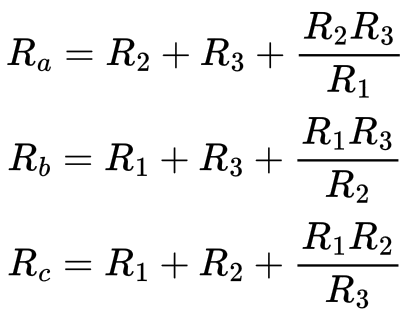 R_a = R_2 + R_3 + \frac{R_2 R_3}{R_1}
R_b = R_1 + R_3 + \frac{R_1 R_3}{R_2}
R_c = R_1 + R_2 + \frac{R_1 R_2}{R_3}